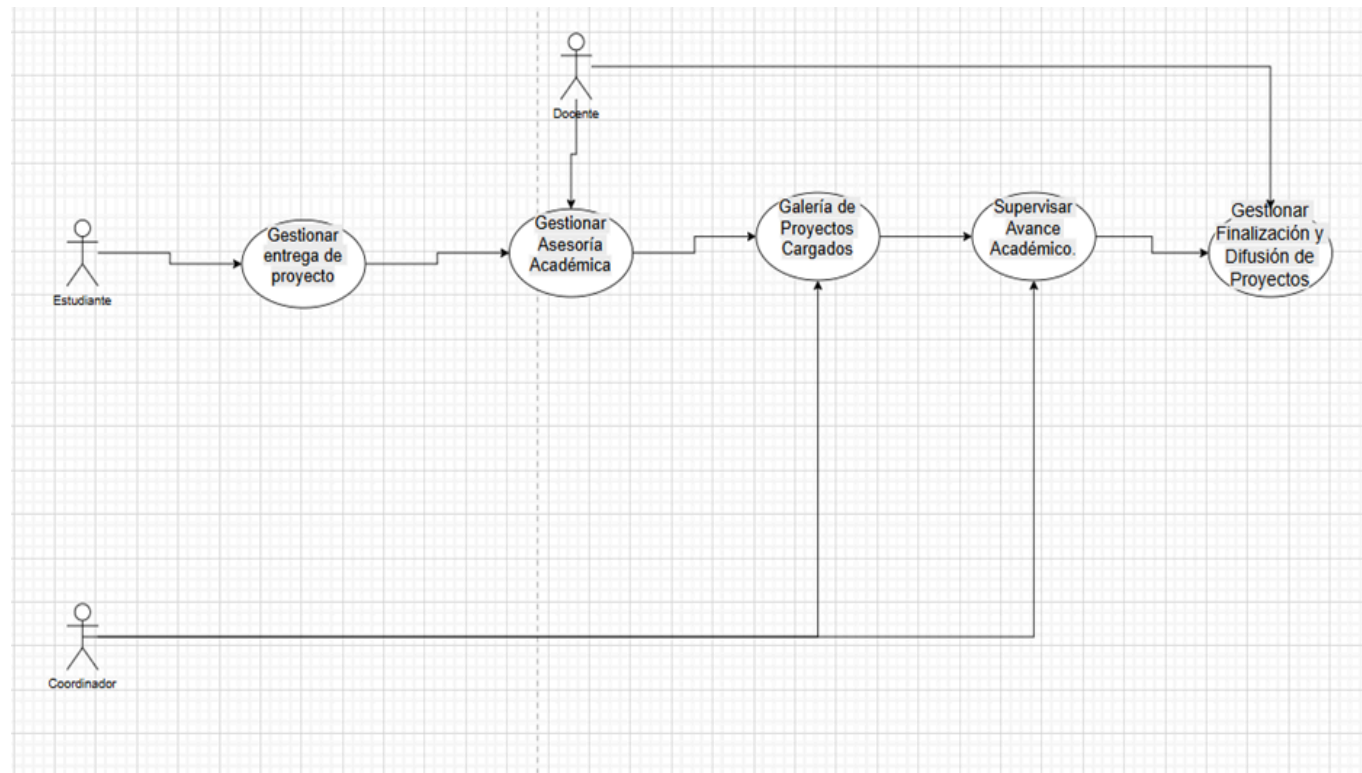 Docente
Estudiante
Gestionar
entrega de
proyecto
Gestionar
Asesoría
Académica
Galería de
Proyectos
Cargados
Supervisar
Avance
Académico.
Gestionar
Finalización y
Difusión de
Proyectos
Coordinador